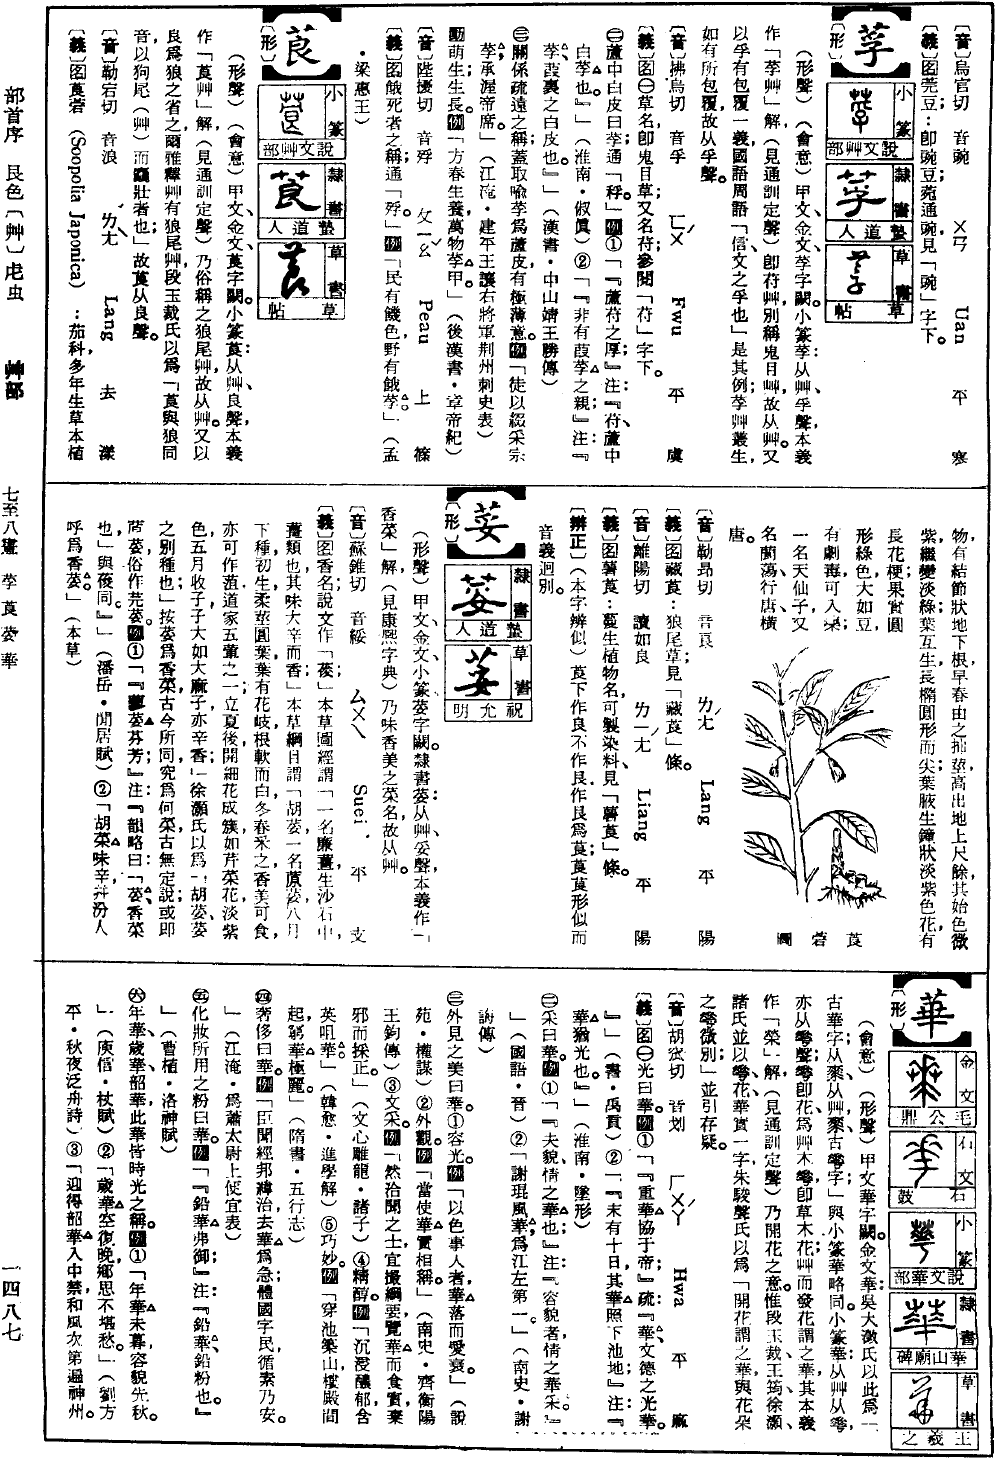 部首序 艮色〔艸〕虍虫
艸部
七至八畫 莩莨荽華
一四八七
〔音〕烏官切 音豌 ㄨㄢ Uan 平 寒
〔義〕图莞豆：卽豌豆菀通豌見「豌」字下。
莩
〔形〕
小篆
說文艸部
隸書
蟄道人
草書
草帖
（形聲）（會意）甲文、金文莩字闕。小篆莩：从艸、孚聲、本義
作「莩艸」解（見通訓定聲）卽苻艸別稱鬼目艸故从艸。又
以孚有包覆一義國語周語「信文之孚也」是其例；莩艸叢生
如有所包覆故从孚聲。
〔音〕拂烏切 音孚 ㄈㄨˊ Fwu 平 虞
〔義〕图㊀草名卽鬼目草又名苻參閱「苻」字下。
㊁蘆中白皮曰莩通「稃」。例①「『蘆苻之厚』注：『苻、蘆中
白莩也。』」（淮南・俶眞）②「『非有葭莩之親』注：『
莩、葭裏之白皮也。』」（漢書・中山靖王勝傳）
㊂關係疏遠之稱蓋取喩莩爲蘆皮有極薄意。例「徒以綴采宗
莩、承渥帝席。」（江淹・建平王讓右將軍荆州刺史表）
動萌生；生長。例「方春生養萬物莩甲。」（後漢書・章帝紀）
〔音〕陛擾切 音殍 ㄆㄧㄠˇ Peau 上 篠
〔義〕图餓死者之稱通「殍」。例「民有饑色野有餓莩。」（孟
・梁惠王）
莨
〔形〕
小篆
說文艸部
隸書
蟄道人
草書
草帖
（形聲）（會意）甲文、金文莨字闕。小篆莨：从艸、良聲、本義
作「莨艸」解（見通訓定聲）乃俗稱之狼尾艸故从艸。又以
良爲狼之省之爾雅釋艸有狼尾艸段玉裁氏以爲「莨與狼同
音以狗尾（艸）而麤壯者也」故莨从良聲。
〔音〕勒宕切 音浪 ㄌㄤˋ Lang 去 漾
〔義〕图莨菪（Soopolia Japonica）：茄科，多年生草本植
物，有結節狀地下根，早春由之抽莖，高出地上尺餘，其始色微
紫，繼變淡綠，葉互生，長橢圓形而尖，葉腋生鐘狀淡紫色花，有
長花梗；果實圓
形，綠色，大如豆，
有劇毒，可入藥。
一名天仙子，又
名蘭蕩、行唐、橫
唐。
莨菪圖
〔音〕勒昂切 音良 ㄌㄤˊ Lang 平 陽
〔義〕图藏莨：狼尾草，見「藏莨」條。
〔音〕離陽切 讀如良 ㄌㄧㄤˊ Liang 平 陽
〔義〕图薯莨：蔓生植物名，可製染料，見「薯莨」條。
〔辨正〕（本字辨似）莨下作良不作艮，作艮爲茛；莨茛形似而
音義迥別。
荽
〔形〕
隸書
蟄道人
草書
祝允明
（形聲）甲文、金文、小篆荽字闕。隸書荽：从艸、妥聲、本義作「
香菜」解（見康熙字典）乃味香美之菜名故从艸。
〔音〕蘇錐切 音綏 ㄙㄨㄟ Suei 平 支
〔義〕图香名，說文作「葰」；本草圖經謂「一名廉薑，生沙石中，
薑類也，其味大辛而香」；本草綱目謂「胡荽，一名蒝荽，八月
下種，初生柔莖圓葉，葉有花岐，根軟而白，冬春采之，香美可食，
亦可作葅，道家五葷之一；立夏後開細花成簇，如芹菜花，淡紫
色，五月收子，子大如大麻子，亦辛香」；徐灝氏以爲「胡荽、荽
之別種也」按荽爲香菜，古今所同，究爲何菜，古無定說；或卽
芫荽，俗作芫荽。例①「『蓼荽芬芳』注：『韻略曰：「荽，香菜
也」與葰同。』」（潘岳・閒居賦）②「胡菜味辛，幷汾人
呼爲香荽。」（本草）
華
〔形〕
金文
毛公鼎
石文
石鼓
小篆
說文華部
隸書
華山廟碑
草書
王羲之
（會意）（形聲）甲文華字闕。金文華：吳大澂氏以此爲「
古華字、从蕐、从艸、蕐古𠌶字」與小篆華略同。小篆華：从艸、从𠌶，
亦从𠌶聲，𠌶卽花，爲艸木𠌶卽草木花；艸而發花謂之華，其本義
作「榮」解，（見通訓定聲）乃開花之意。惟段玉裁、王筠、徐灝、
諸氏並以𠌶、花、華實一字，朱駿聲氏以爲「開花謂之華與花朵
之𠌶微別」並引存疑。
〔音〕胡㧕切 音划 ㄏㄨㄚˊ Hwa 平 麻
〔義〕图㊀光曰華。例①「『重華協于帝』疏：『華、文德之光華。
』」（書・禹貢）②「『末有十日其華照下池地』注：『
華猶光也。』」（淮南・墬形）
㊁采曰華。例①「『夫貌、情之華也』注：『容貌者情之華采。』
」（國語・晉）②「謝琨風華爲江左第一。」（南史・謝
誨傳）
㊂外見之美曰華。①容光。例「以色事人者華落而愛衰。」（說
苑・權謀）②外觀。例「當使華實相稱。」（南史・齊衡陽
王鈞傳）③文采。例「然洽聞之士宜撮綱要覽華而食實棄
邪而採正。」（文心雕龍・諸子）④精醇。例「沉浸醲郁含
英咀華。」（韓愈・進學解）⑤巧妙。例「穿池築山樓殿間
起窮華極麗。」（隋書・五行志）
㊃奢侈曰華。例「臣聞經邦緯治去華爲急；體國字民循素乃安。
」（江淹・爲蕭太尉上便宜表）
㊄化妝所用之粉曰華。例「『鉛華弗御』注：『鉛華、鉛粉也。』
」（曹植・洛神賦）
㊅年華、歲華、韶華，此華皆時光之稱。例①「年華未暮容貌先秋。
」（庾信・杖賦）②「歲華空復晚鄉思不堪愁。」（劉方
平・秋夜泛舟詩）③「迎得韶華入中禁和風次第遍神州。